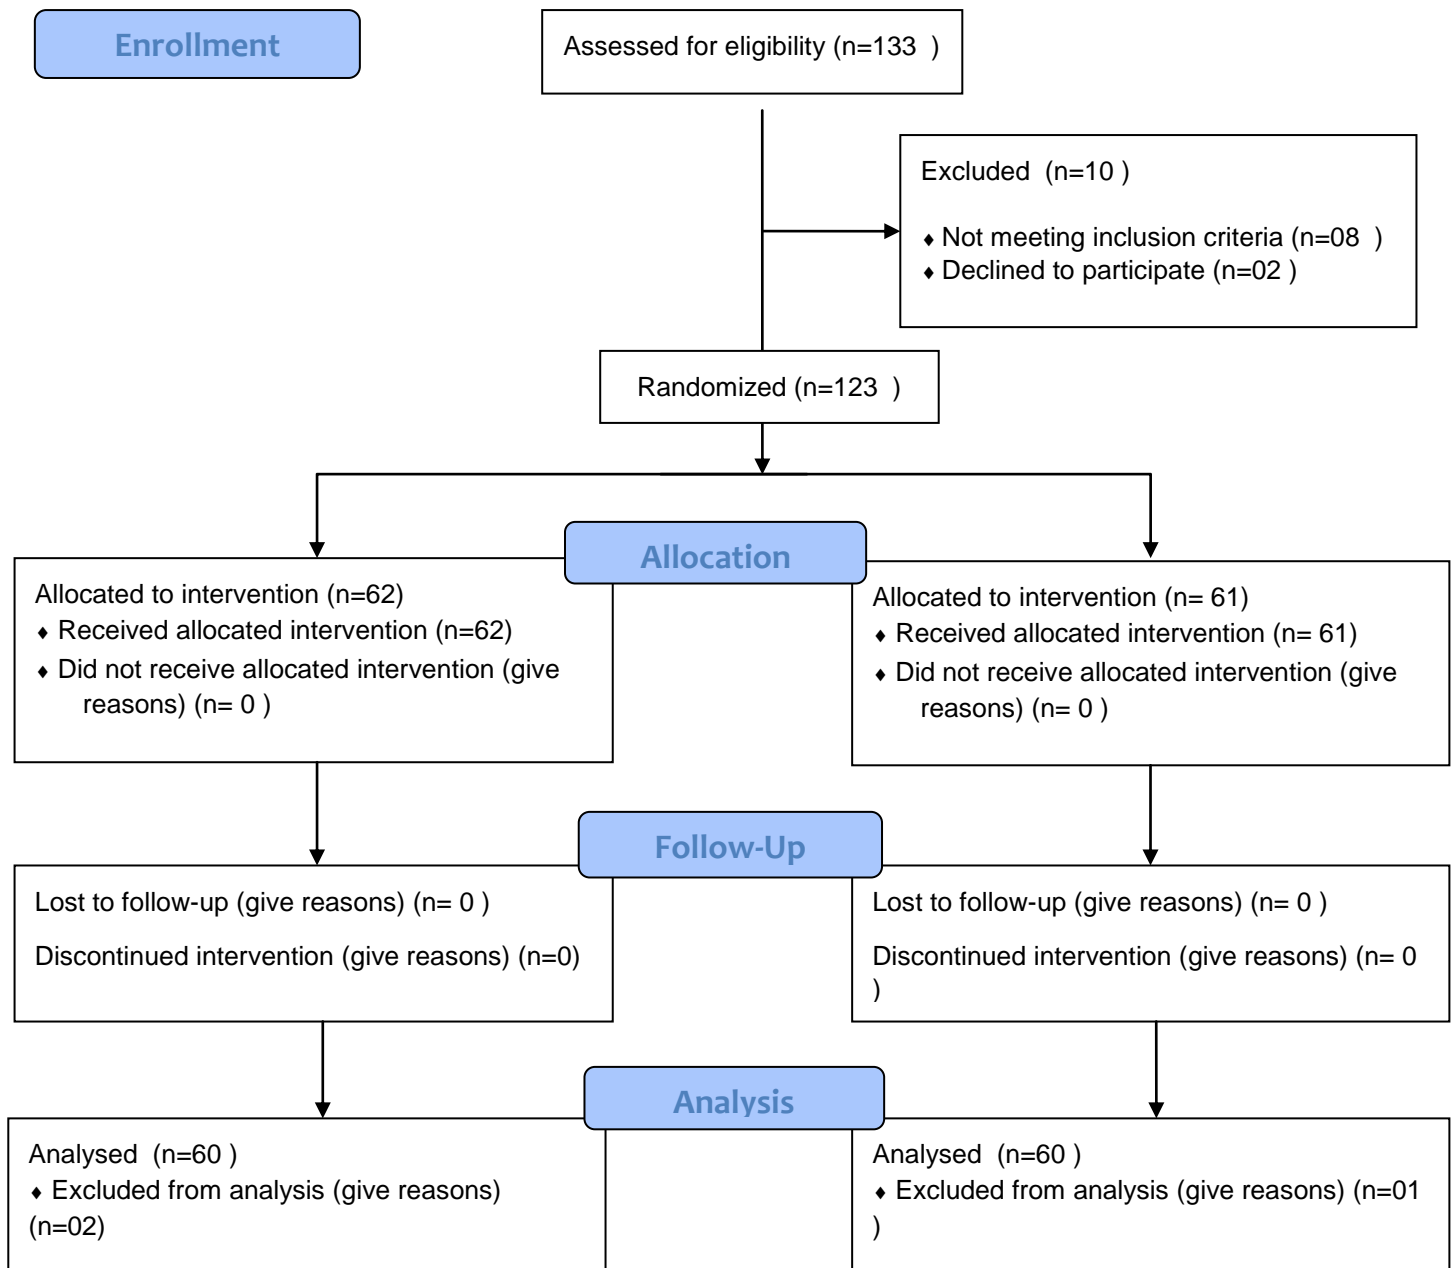 Enrollment
Assessed for eligibility (n=133  )
Excluded  (n=10 )
♦ Not meeting inclusion criteria (n=08  )
♦ Declined to participate (n=02 )
Randomized (n=123  )
Allocation
Allocated to intervention (n=62)
♦ Received allocated intervention (n=62)
♦ Did not receive allocated intervention (give
reasons) (n= 0 )
Allocated to intervention (n= 61)
♦ Received allocated intervention (n= 61)
♦ Did not receive allocated intervention (give
reasons) (n= 0 )
Follow-Up
Lost to follow-up (give reasons) (n= 0 )
Discontinued intervention (give reasons) (n=0)
Lost to follow-up (give reasons) (n= 0 )
Discontinued intervention (give reasons) (n= 0
)
Analysis
Analysed  (n=60 )
♦ Excluded from analysis (give reasons)
(n=02)
Analysed  (n=60 )
♦ Excluded from analysis (give reasons) (n=01
)